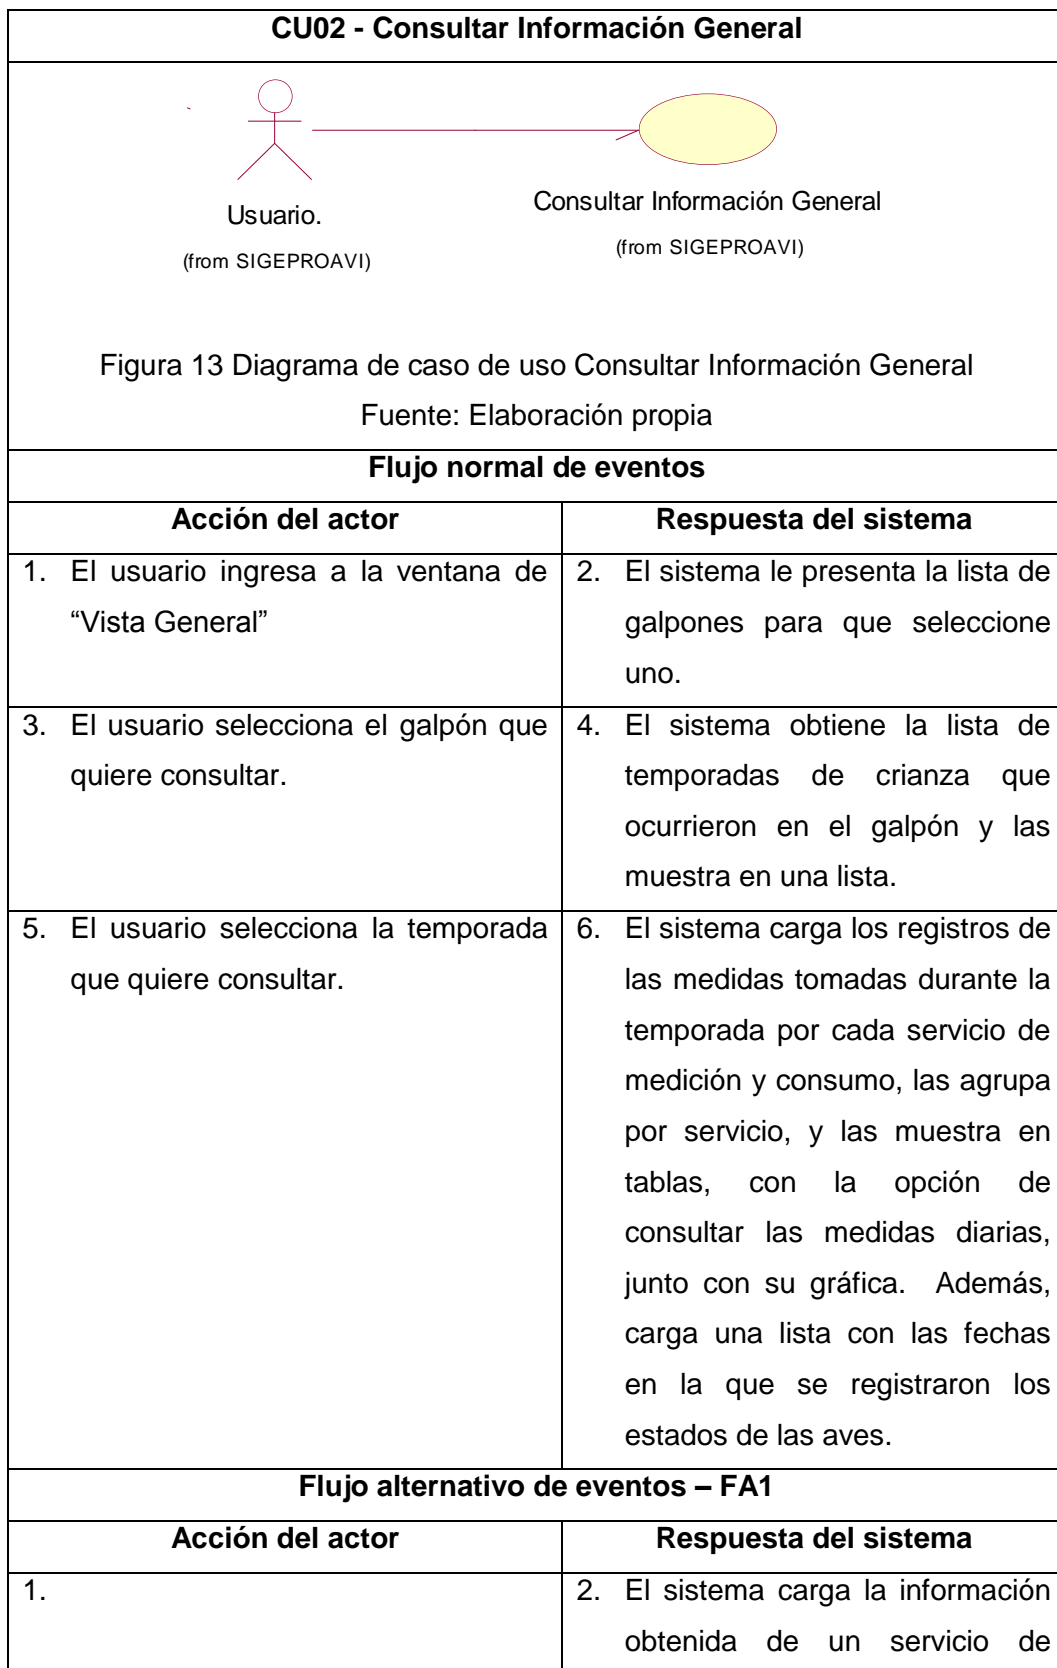 CU02 - Consultar Información General
Usuario.
(from SIGEPROAVI)
Consultar Información General
(from SIGEPROAVI)
Figura 13 Diagrama de caso de uso Consultar Información General
Fuente: Elaboración propia
Flujo normal de eventos
Acción del actor
Respuesta del sistema
1. El usuario ingresa a la ventana de
“Vista General”
2. El sistema le presenta la lista de
galpones para que seleccione
uno.
3. El usuario selecciona el galpón que
quiere consultar.
4. El sistema obtiene la lista de
temporadas de crianza que
ocurrieron en el galpón y las
muestra en una lista.
5. El usuario selecciona la temporada
que quiere consultar.
6. El sistema carga los registros de
las medidas tomadas durante la
temporada por cada servicio de
medición y consumo, las agrupa
por servicio, y las muestra en
tablas, con la opción de
consultar las medidas diarias,
junto con su gráfica. Además,
carga una lista con las fechas
en la que se registraron los
estados de las aves.
Flujo alternativo de eventos – FA1
Acción del actor
Respuesta del sistema
1.
2. El sistema carga la información
obtenida de un servicio de